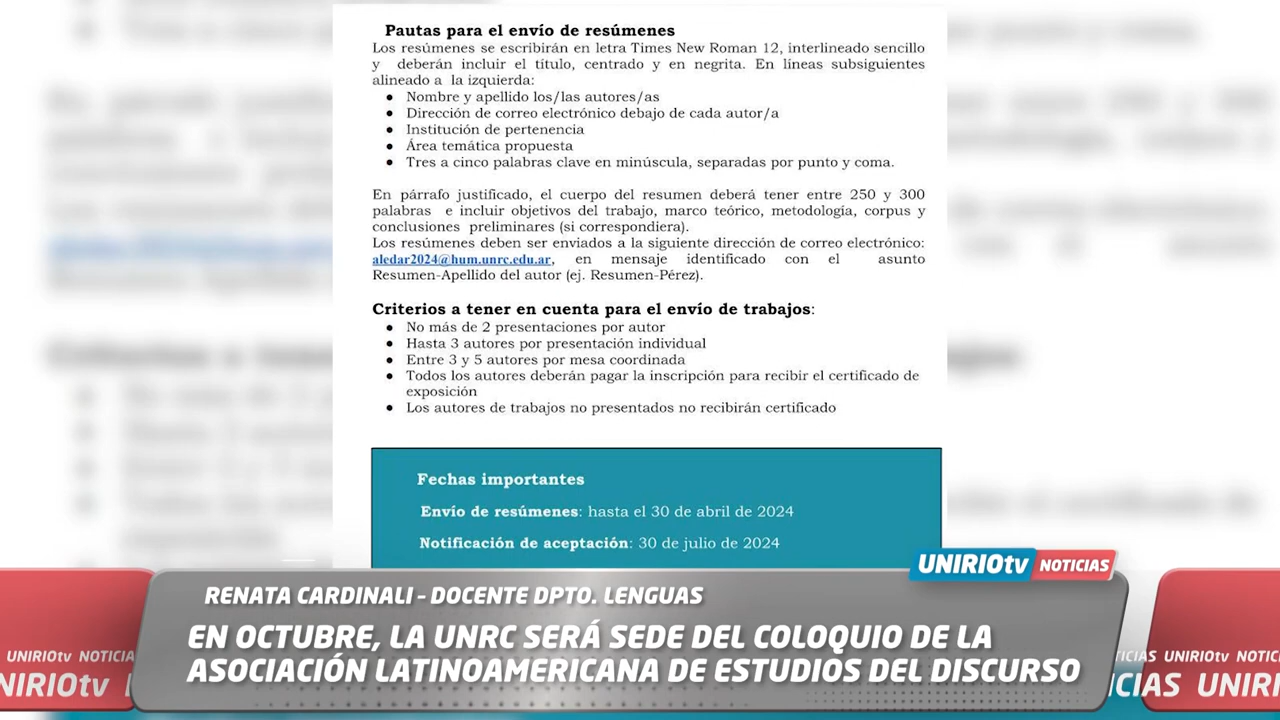 Pautas para el envío de resúmenes
Los resúmenes se escribirán en letra Times New Roman 12, interlineado sencillo
y deberán incluir el título, centrado y en negrita. En líneas subsiguientes
alineado a la izquierda:
● Nombre y apellido los/las autores/as
● Dirección de correo electrónico debajo de cada autor/a
● Institución de pertenencia
● Área temática propuesta
● Tres a cinco palabras clave en minúscula, separadas por punto y coma.
En párrafo justificado, el cuerpo del resumen deberá tener entre 250 y 300
palabras e incluir objetivos del trabajo, marco teórico, metodología, corpus y
conclusiones preliminares (si correspondiera).
Los resúmenes deben ser enviados a la siguiente dirección de correo electrónico:
aledar2024@hum.unrc.edu.ar, en mensaje identificado con el asunto
Resumen-Apellido del autor (ej. Resumen-Pérez).
Criterios a tener en cuenta para el envío de trabajos:
● No más de 2 presentaciones por autor
● Hasta 3 autores por presentación individual
● Entre 3 y 5 autores por mesa coordinada
● Todos los autores deberán pagar la inscripción para recibir el certificado de
exposición
● Los autores de trabajos no presentados no recibirán certificado
Fechas importantes
Envío de resúmenes: hasta el 30 de abril de 2024
Notificación de aceptación: 30 de julio de 2024
UNIRIOtv NOTICIAS
RENATA CARDINALI - DOCENTE DPTO. LENGUAS
EN OCTUBRE, LA UNRC SERÁ SEDE DEL COLOQUIO DE LA
ASOCIACIÓN LATINOAMERICANA DE ESTUDIOS DEL DISCURSO
UNIRIOtv NOTICIA
NIRIOtv N
TICIAS UNIRIOtv NOTIC
ICIAS UNIRI